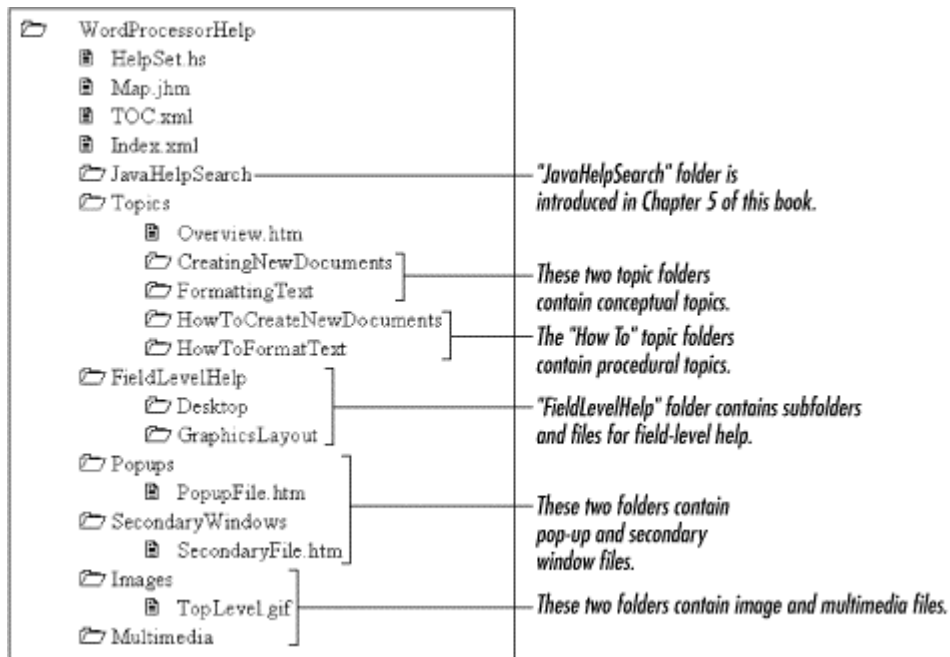 WordProcessorHelp
HelpSet.hs
Map.jhm
TOC.xml
Index.xml
JavaHelpSearch
"JavaHelpSearch" folder is
introduced in Chapter 5 of this book.
Topics
Overview.htm
CreatingNewDocuments
FormattingText
These two topic folders
contain conceptual topics.
HowToCreateNewDocuments
HowToFormatText
The "How To" topic folders
contain procedural topics.
FieldLevelHelp
Desktop
GraphicsLayout
"FieldLevelHelp" folder contains subfolders
and files for field-level help.
Popups
PopupFile.htm
SecondaryWindows
SecondaryFile.htm
These two folders contain
pop-up and secondary
window files.
Images
TopLevel.gif
Multimedia
These two folders contain image and multimedia files.